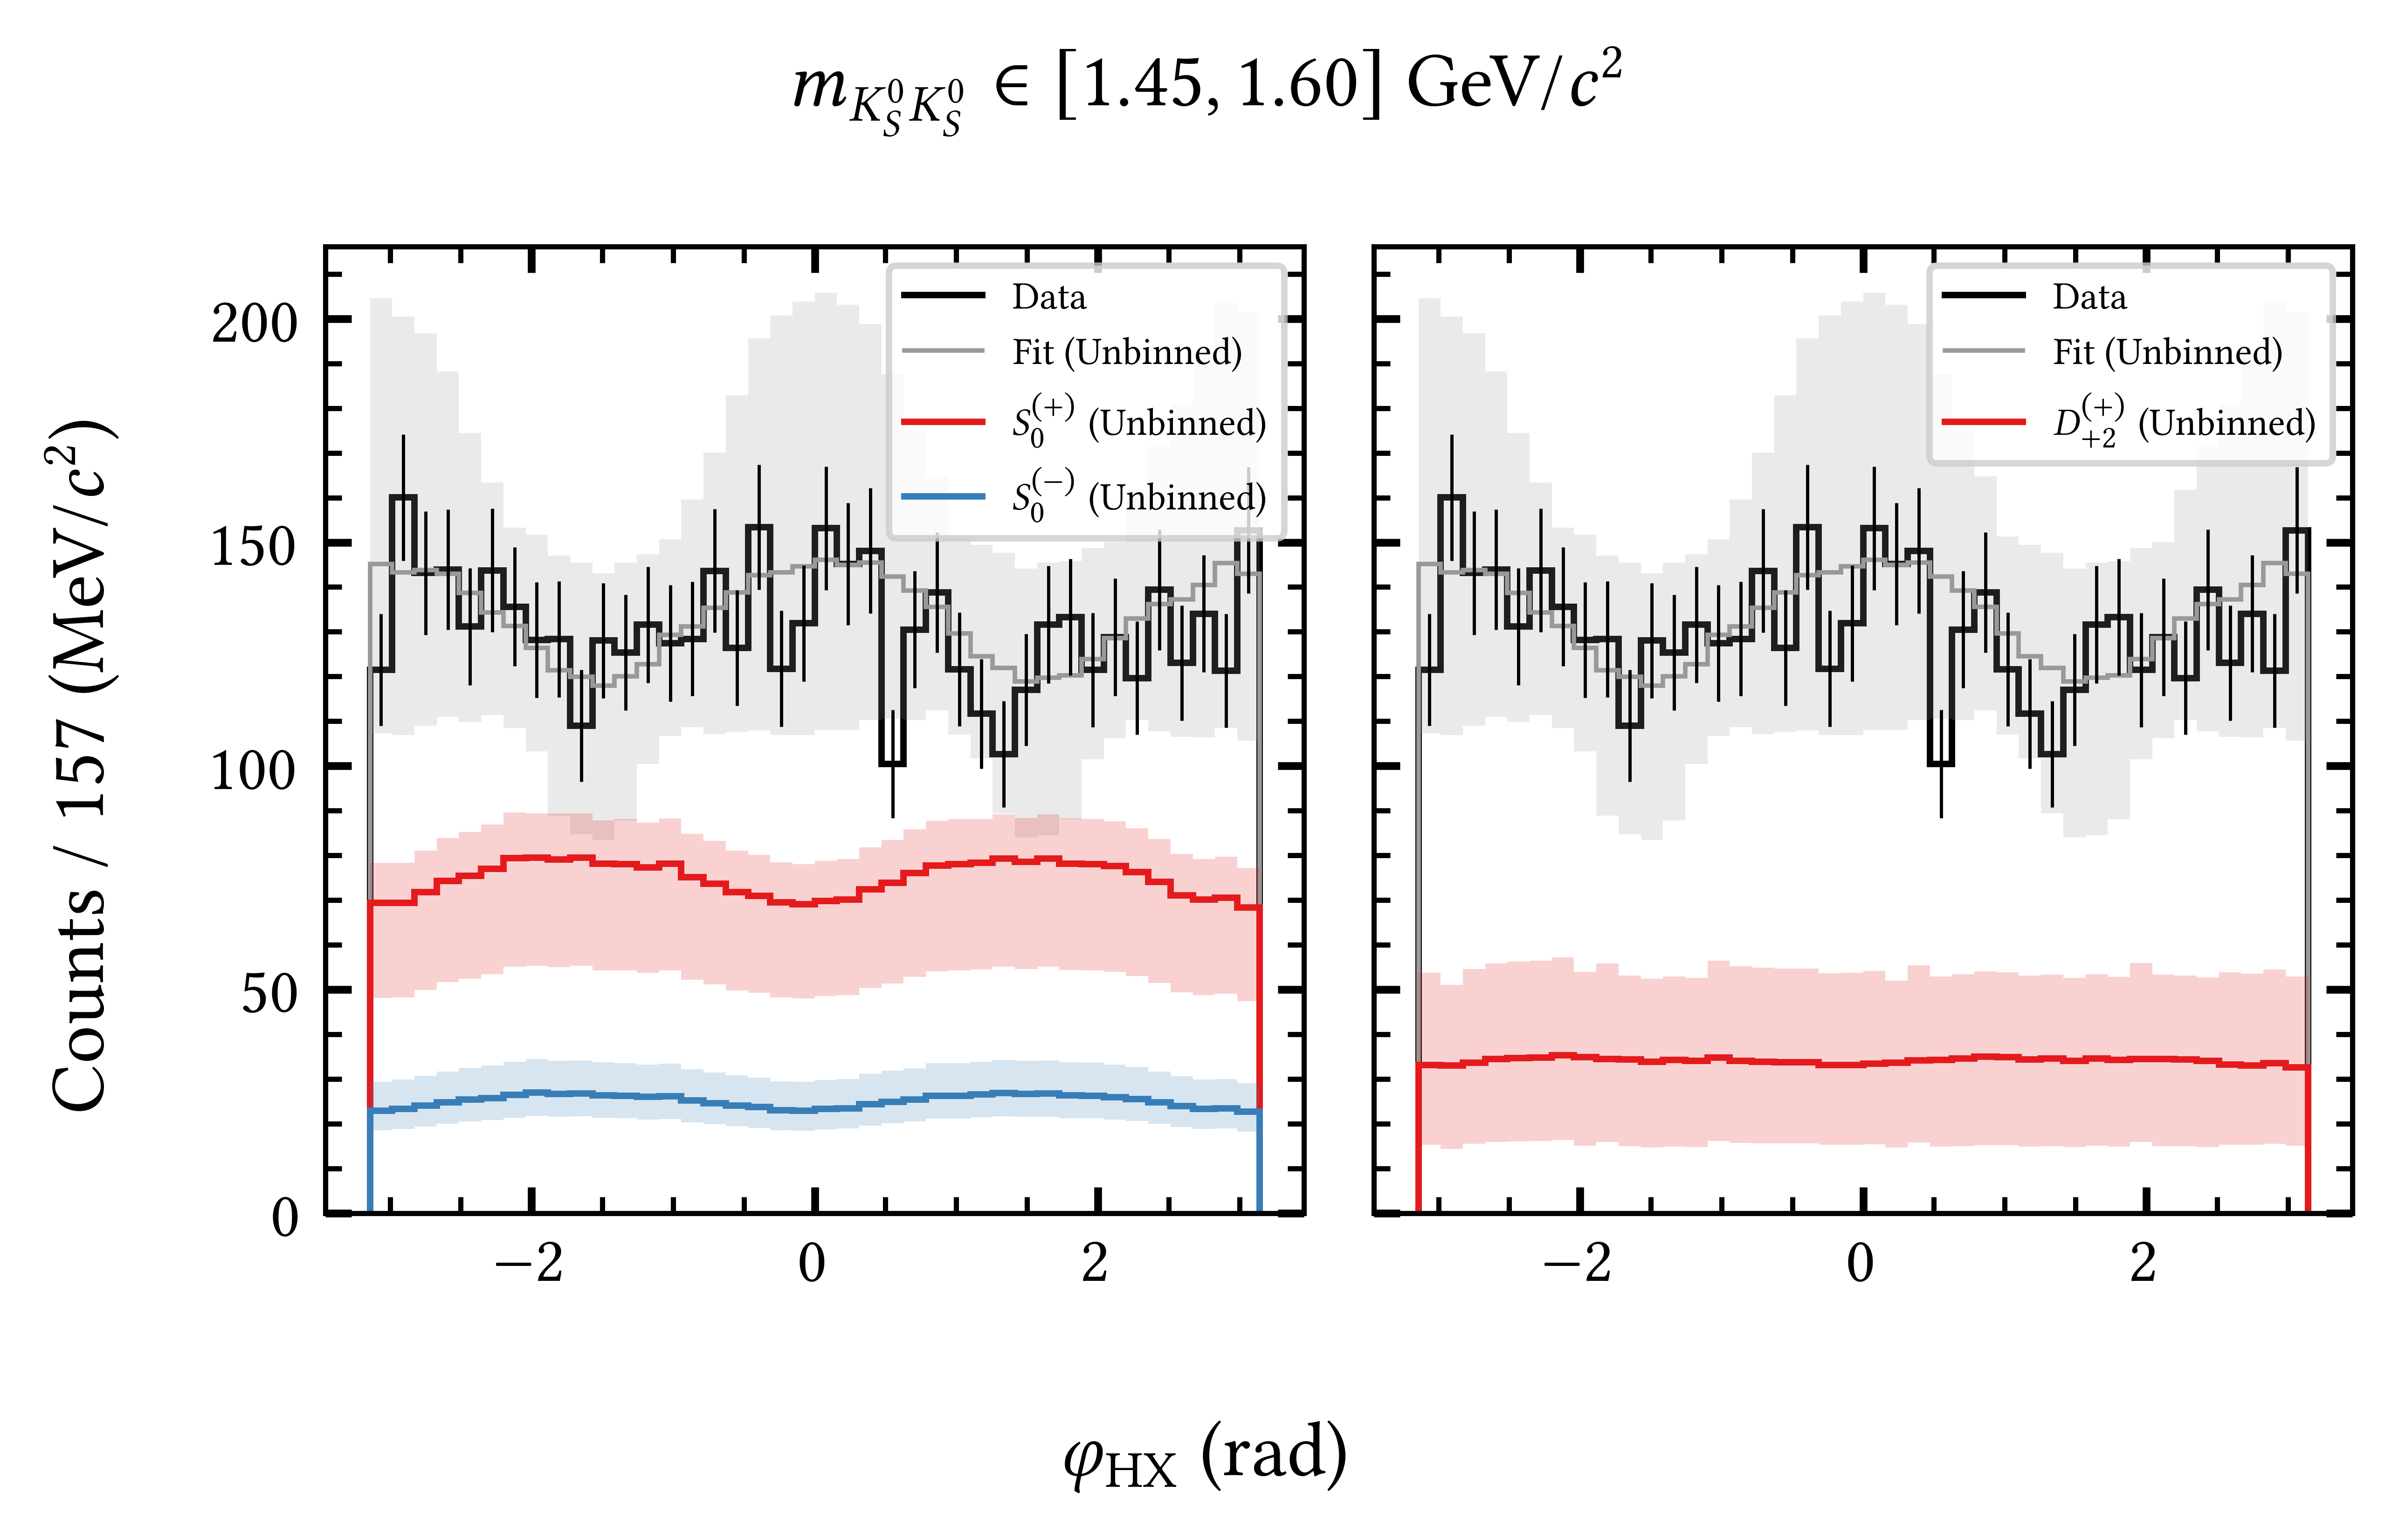 m_{K_S^0 K_S^0} ∈ [1.45, 1.60] GeV/c²
Counts / 157 (MeV/c²)
200
150
100
50
0
Data
Fit (Unbinned)
S_0^{(+)} (Unbinned)
S_0^{(−)} (Unbinned)
−2
0
2
Data
Fit (Unbinned)
D_{+2}^{(+)} (Unbinned)
−2
0
2
φ_{HX} (rad)